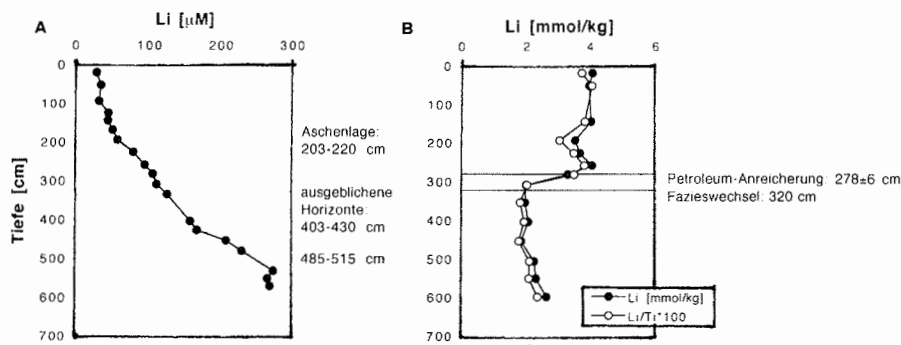 A
Li [µM]
0 100 200 300
0
100
200
300
400
500
600
700
Tiefe [cm]
Aschenlage:
203-220 cm
ausgeblichene
Horizonte:
403-430 cm
485-515 cm
B
Li [mmol/kg]
0 2 4 6
0
100
200
300
400
500
600
700
Petroleum-Anreicherung: 278±6 cm
Fazieswechsel: 320 cm
Li [mmol/kg]
Li/Ti*100